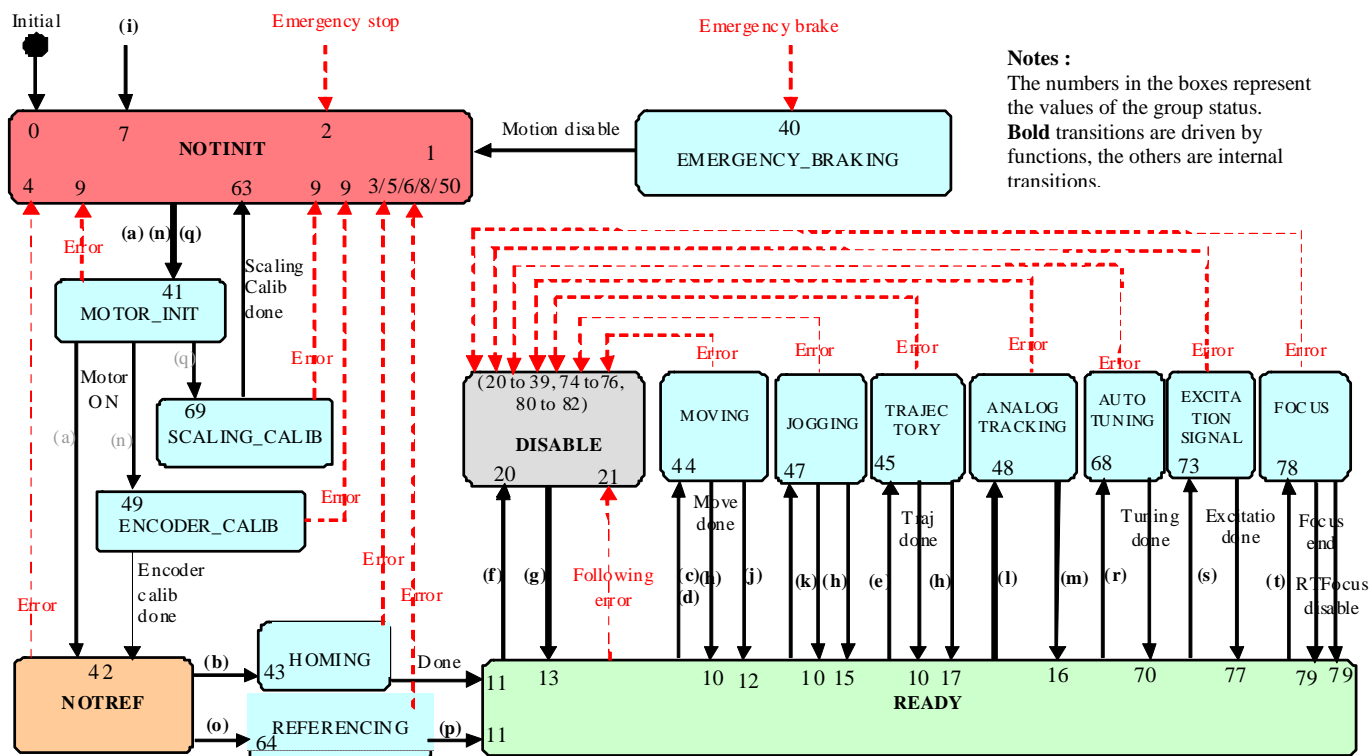 Initial
(i)
Emergency stop
Emergency brake
Notes :
The numbers in the boxes represent
the values of the group status.
Bold transitions are driven by
functions, the others are internal
transitions.
0
7
2
1
NOTINIT
4
9
63
9
9
3/5/6/8/50
Motion disable
40
EMERGENCY_BRAKING
Error
(a) (n) (q)
Scaling
Calib
done
41
MOTOR_INIT
(q)
Motor
ON
(a)
(n)
Error
69
SCALING_CALIB
49
ENCODER_CALIB
Encoder
calib
done
Error
Error
Error
Error
Error
Error
Error
Error
Error
Error
Error
(20 to 39, 74 to 76,
80 to 82)
DISABLE
20
21
MOVING
44
JOGGING
47
TRAJEC
TORY
45
ANALOG
TRACKING
48
AUTO
TUNING
68
EXCITA
TION
SIGNAL
73
FOCUS
78
(f)
(g)
Following
error
(c)
(d)
Move
done
(h)
(j)
(k)
(h)
(e)
Traj
done
(h)
(l)
(m)
(r)
Tuning
done
(s)
Excitatio
done
(t)
Focus
end
RTFocus
disable
42
NOTREF
(b)
43
HOMING
Done
(o)
64
REFERENCING
(p)
11
13
10
12
10
15
10
17
16
70
77
79
79
READY
11